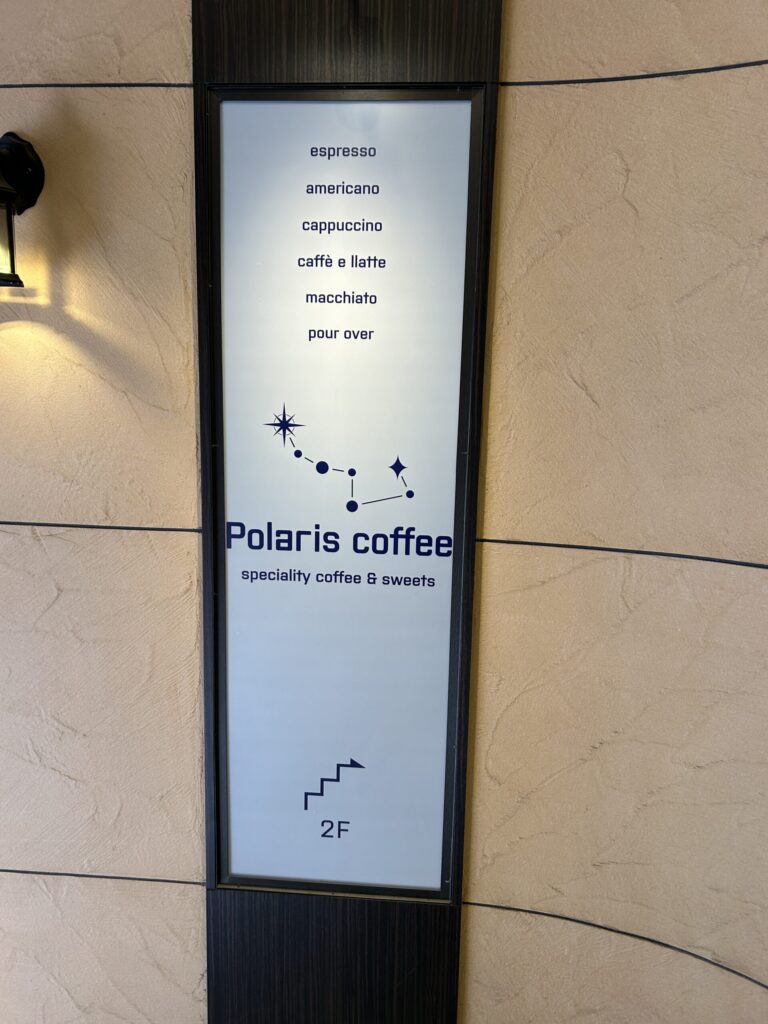 espresso
americano
cappuccino
caffè e llatte
macchiato
pour over
Polaris coffee
speciality coffee & sweets
2F